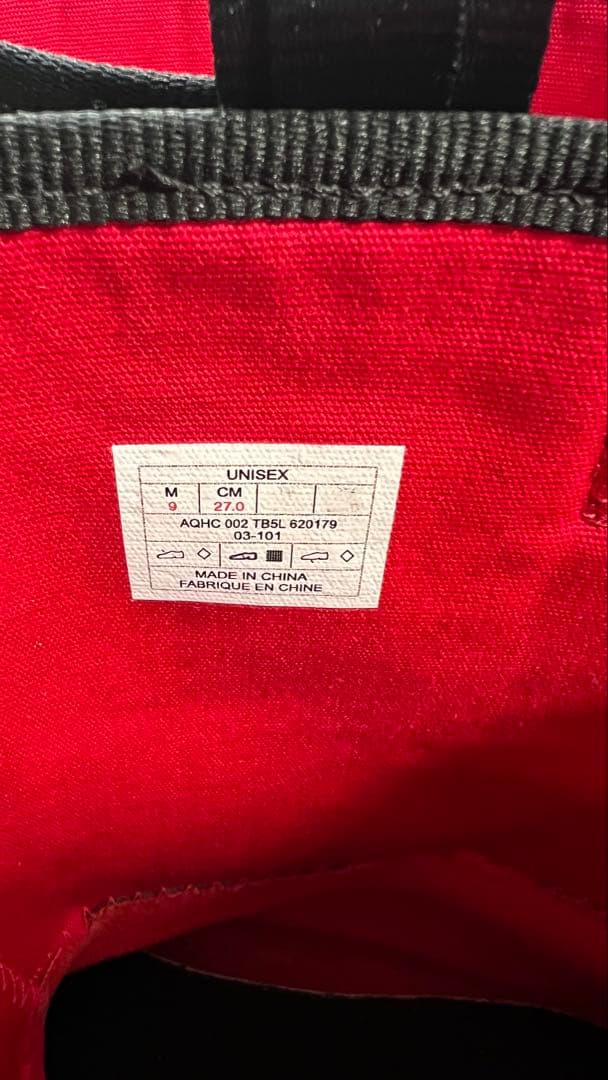 UNISEX
M CM
9 27.0
AQHC 002 TB5L 620179
03-101
MADE IN CHINA
FABRIQUE EN CHINE